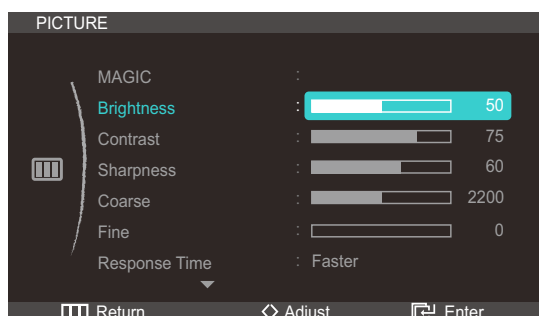 PICTURE
MAGIC :
Brightness : 50
Contrast : 75
Sharpness : 60
Coarse : 2200
Fine : 0
Response Time : Faster
Return Adjust Enter